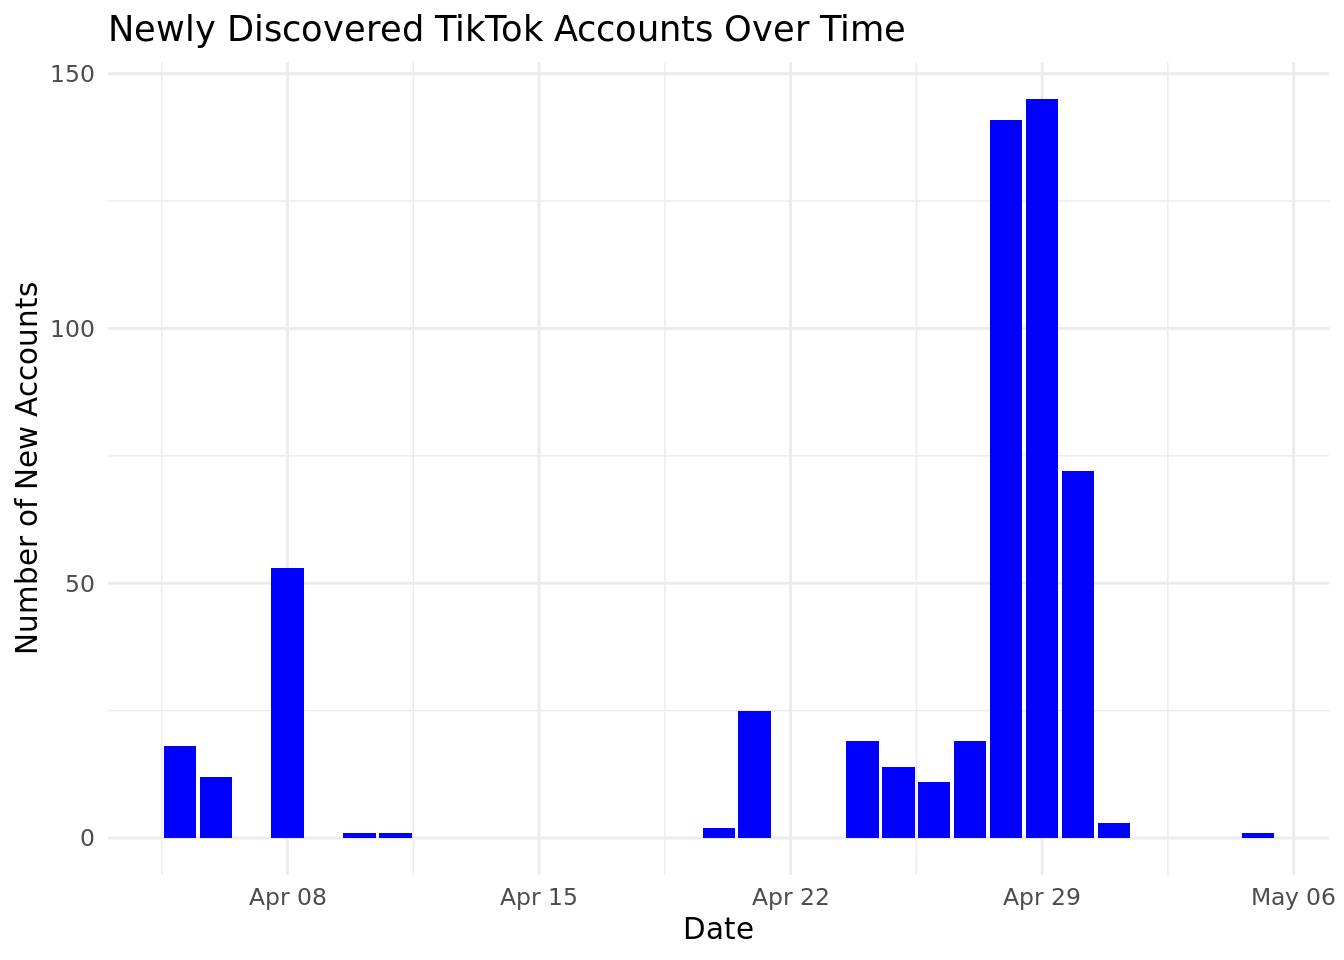 Newly Discovered TikTok Accounts Over Time
Number of New Accounts
150
100
50
0
Apr 08
Apr 15
Apr 22
Apr 29
May 06
Date